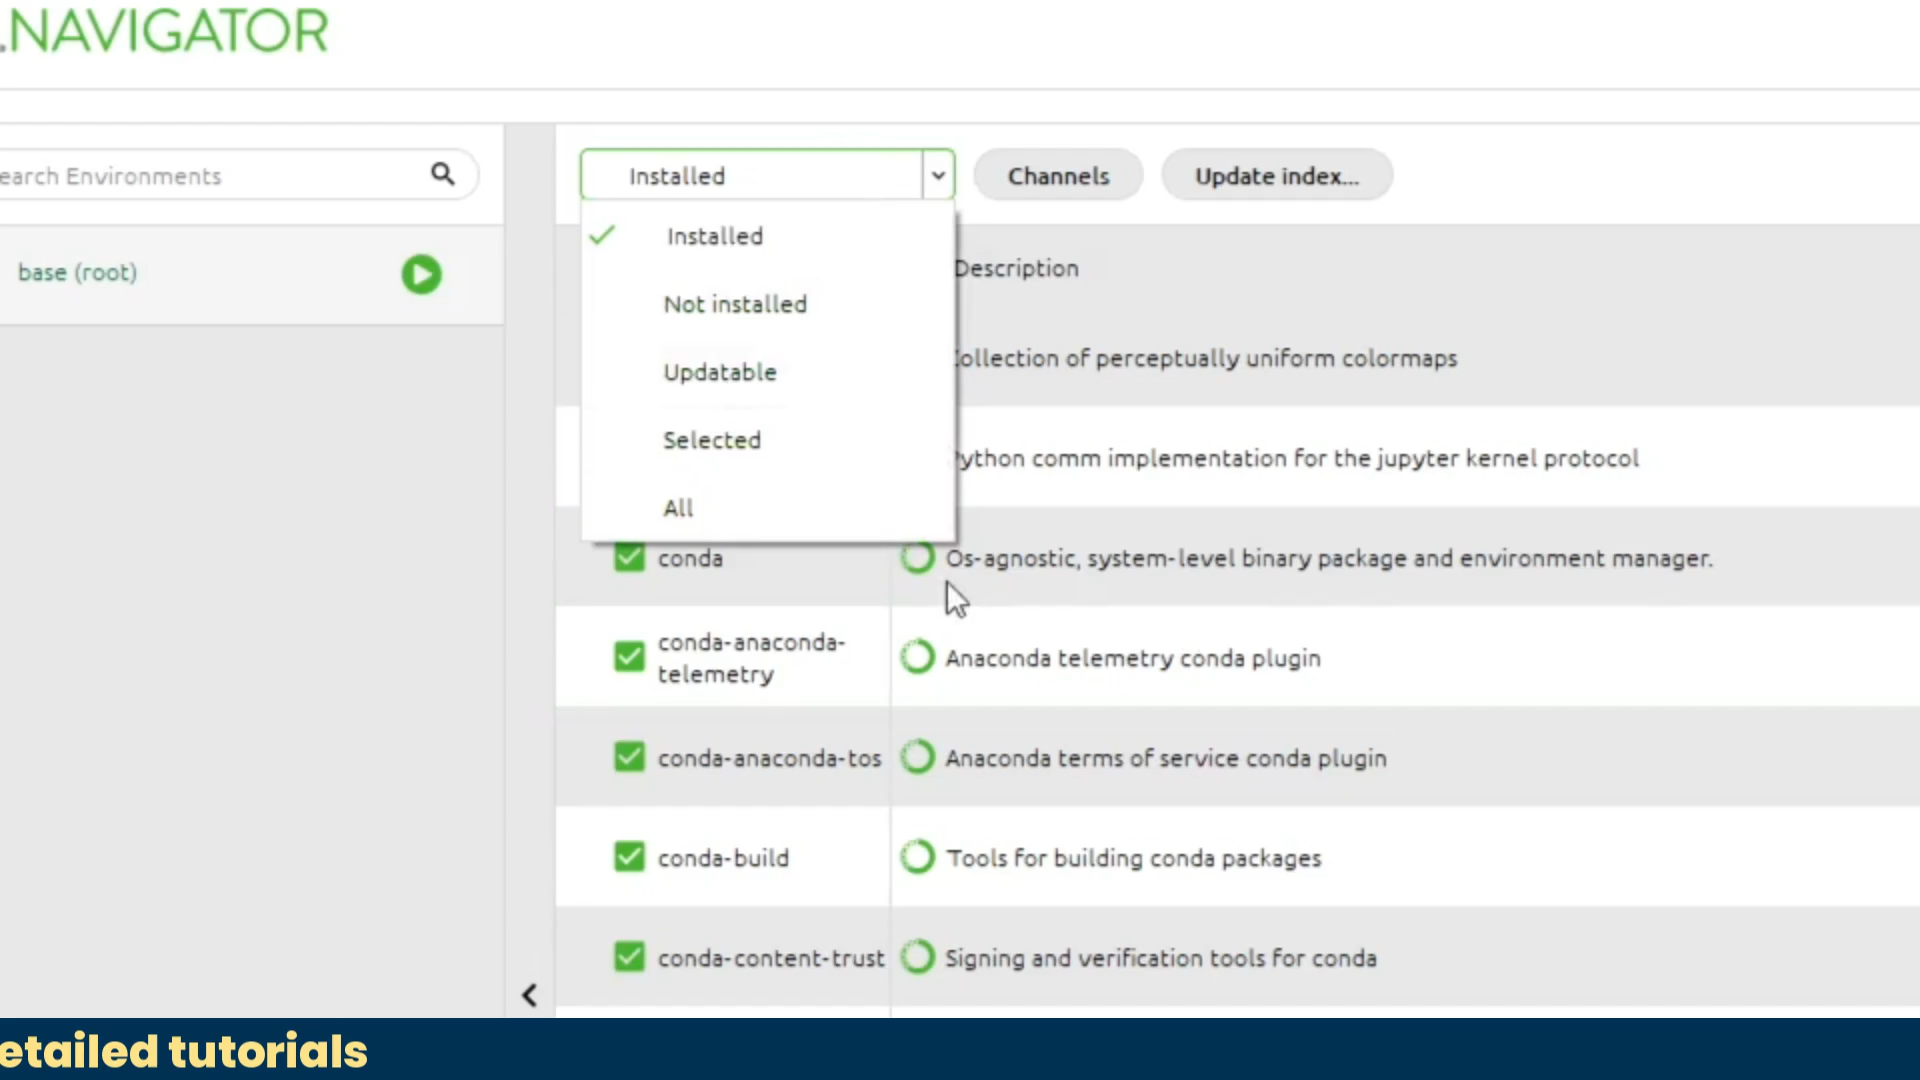 .NAVIGATOR
earch Environments
Installed
Channels
Update index...
base (root)
Installed
Not installed
Updatable
Selected
All
Description
Collection of perceptually uniform colormaps
Python comm implementation for the jupyter kernel protocol
conda
Os-agnostic, system-level binary package and environment manager.
conda-anaconda-
telemetry
Anaconda telemetry conda plugin
conda-anaconda-tos
Anaconda terms of service conda plugin
conda-build
Tools for building conda packages
conda-content-trust
Signing and verification tools for conda
etailed tutorials